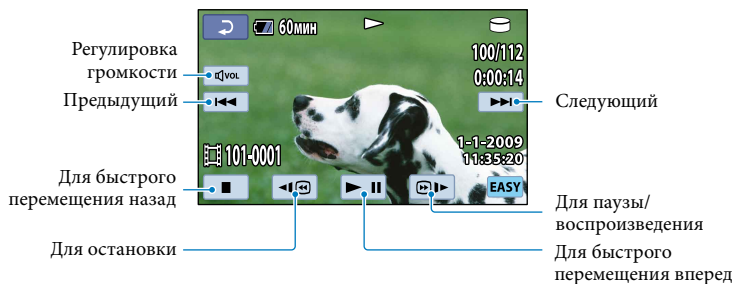 Регулировка
громкости
Предыдущий
Для быстрого
перемещения назад
Для остановки
60мин
100/112
0:00:14
VOL
101-0001
1-1-2009
11:35:20
EASY
Следующий
Для паузы/
воспроизведения
Для быстрого
перемещения вперед